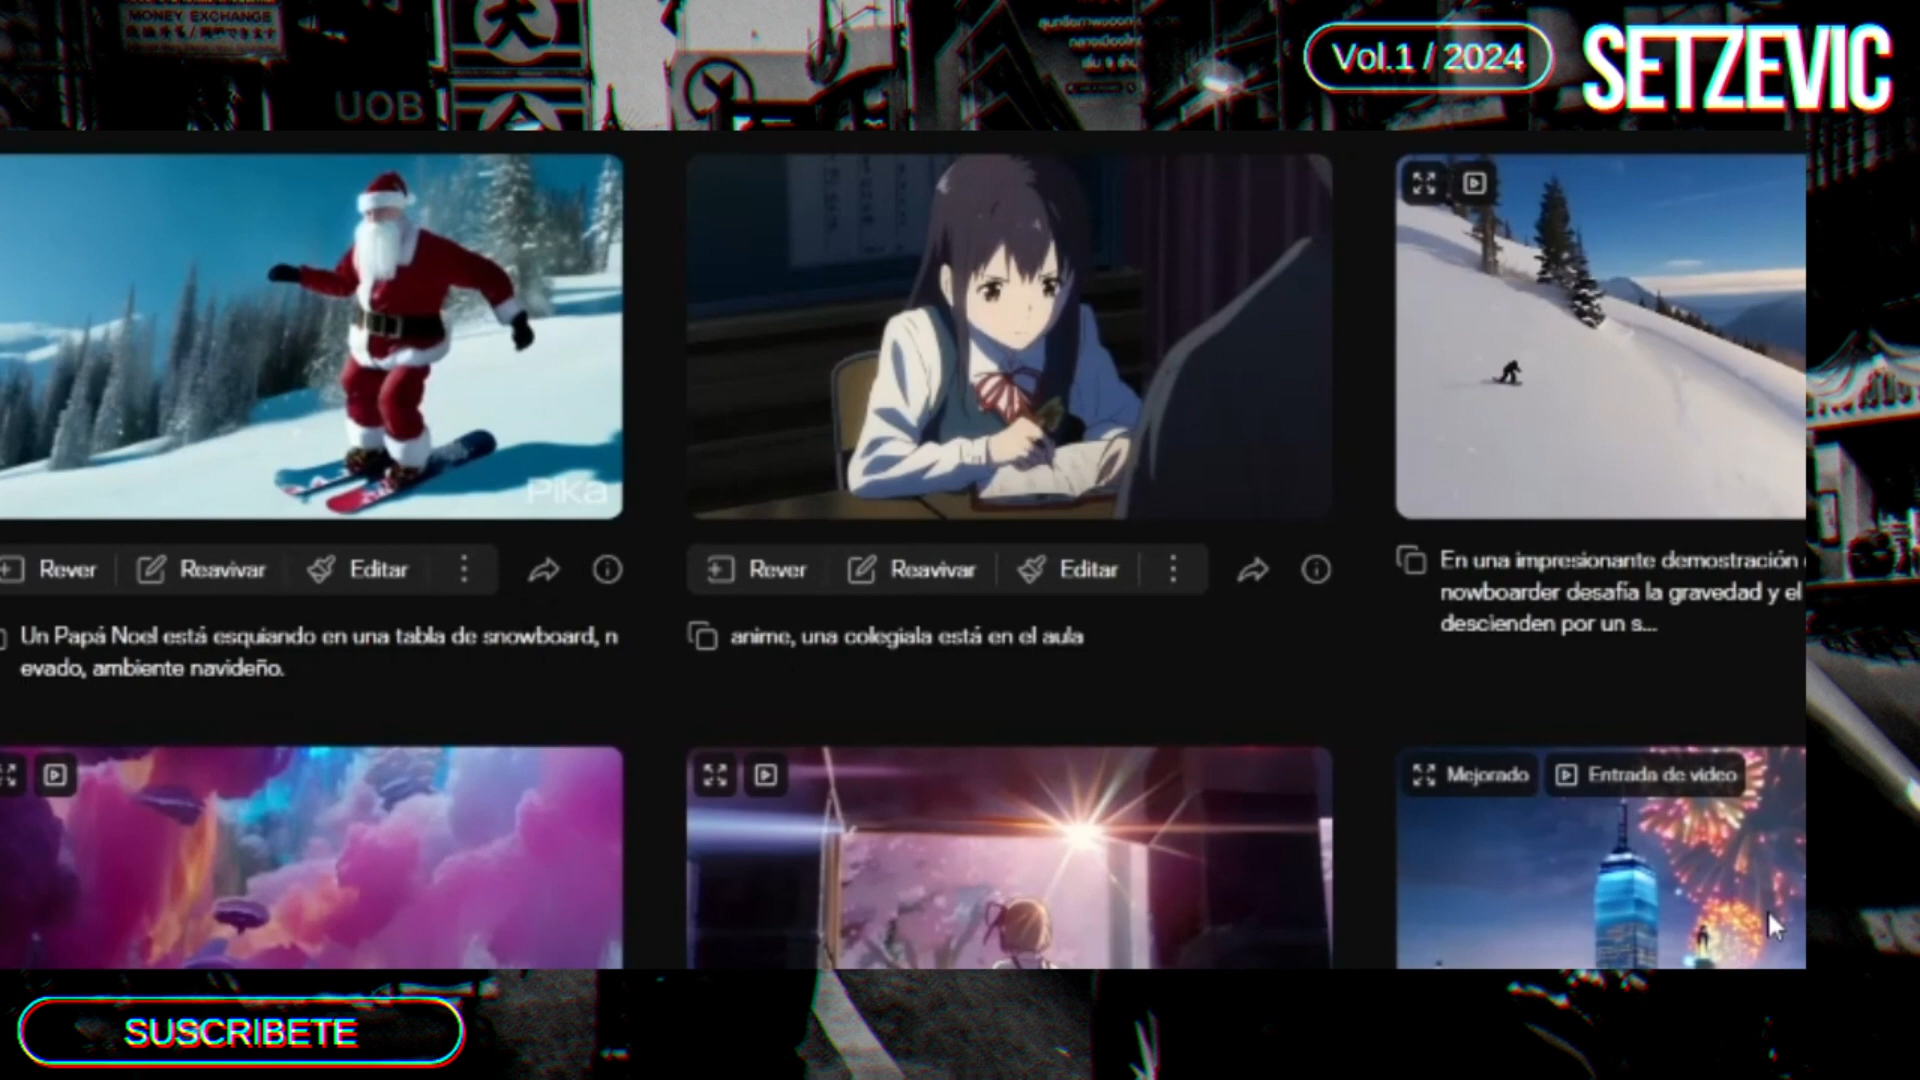 MONEY EXCHANGE
大
UOB
Vol.1 / 2024
SETZEVIC
Pika
Rever
Reavivar
Editar
Rever
Reavivar
Editar
Un Papá Noel está esquiando en una tabla de snowboard, n
evado, ambiente navideño.
anime, una colegiala está en el aula
En una impresionante demostración
nowboarder desafía la gravedad y el
descienden por un s...
Mejorado
Entrada de video
SUSCRIBETE